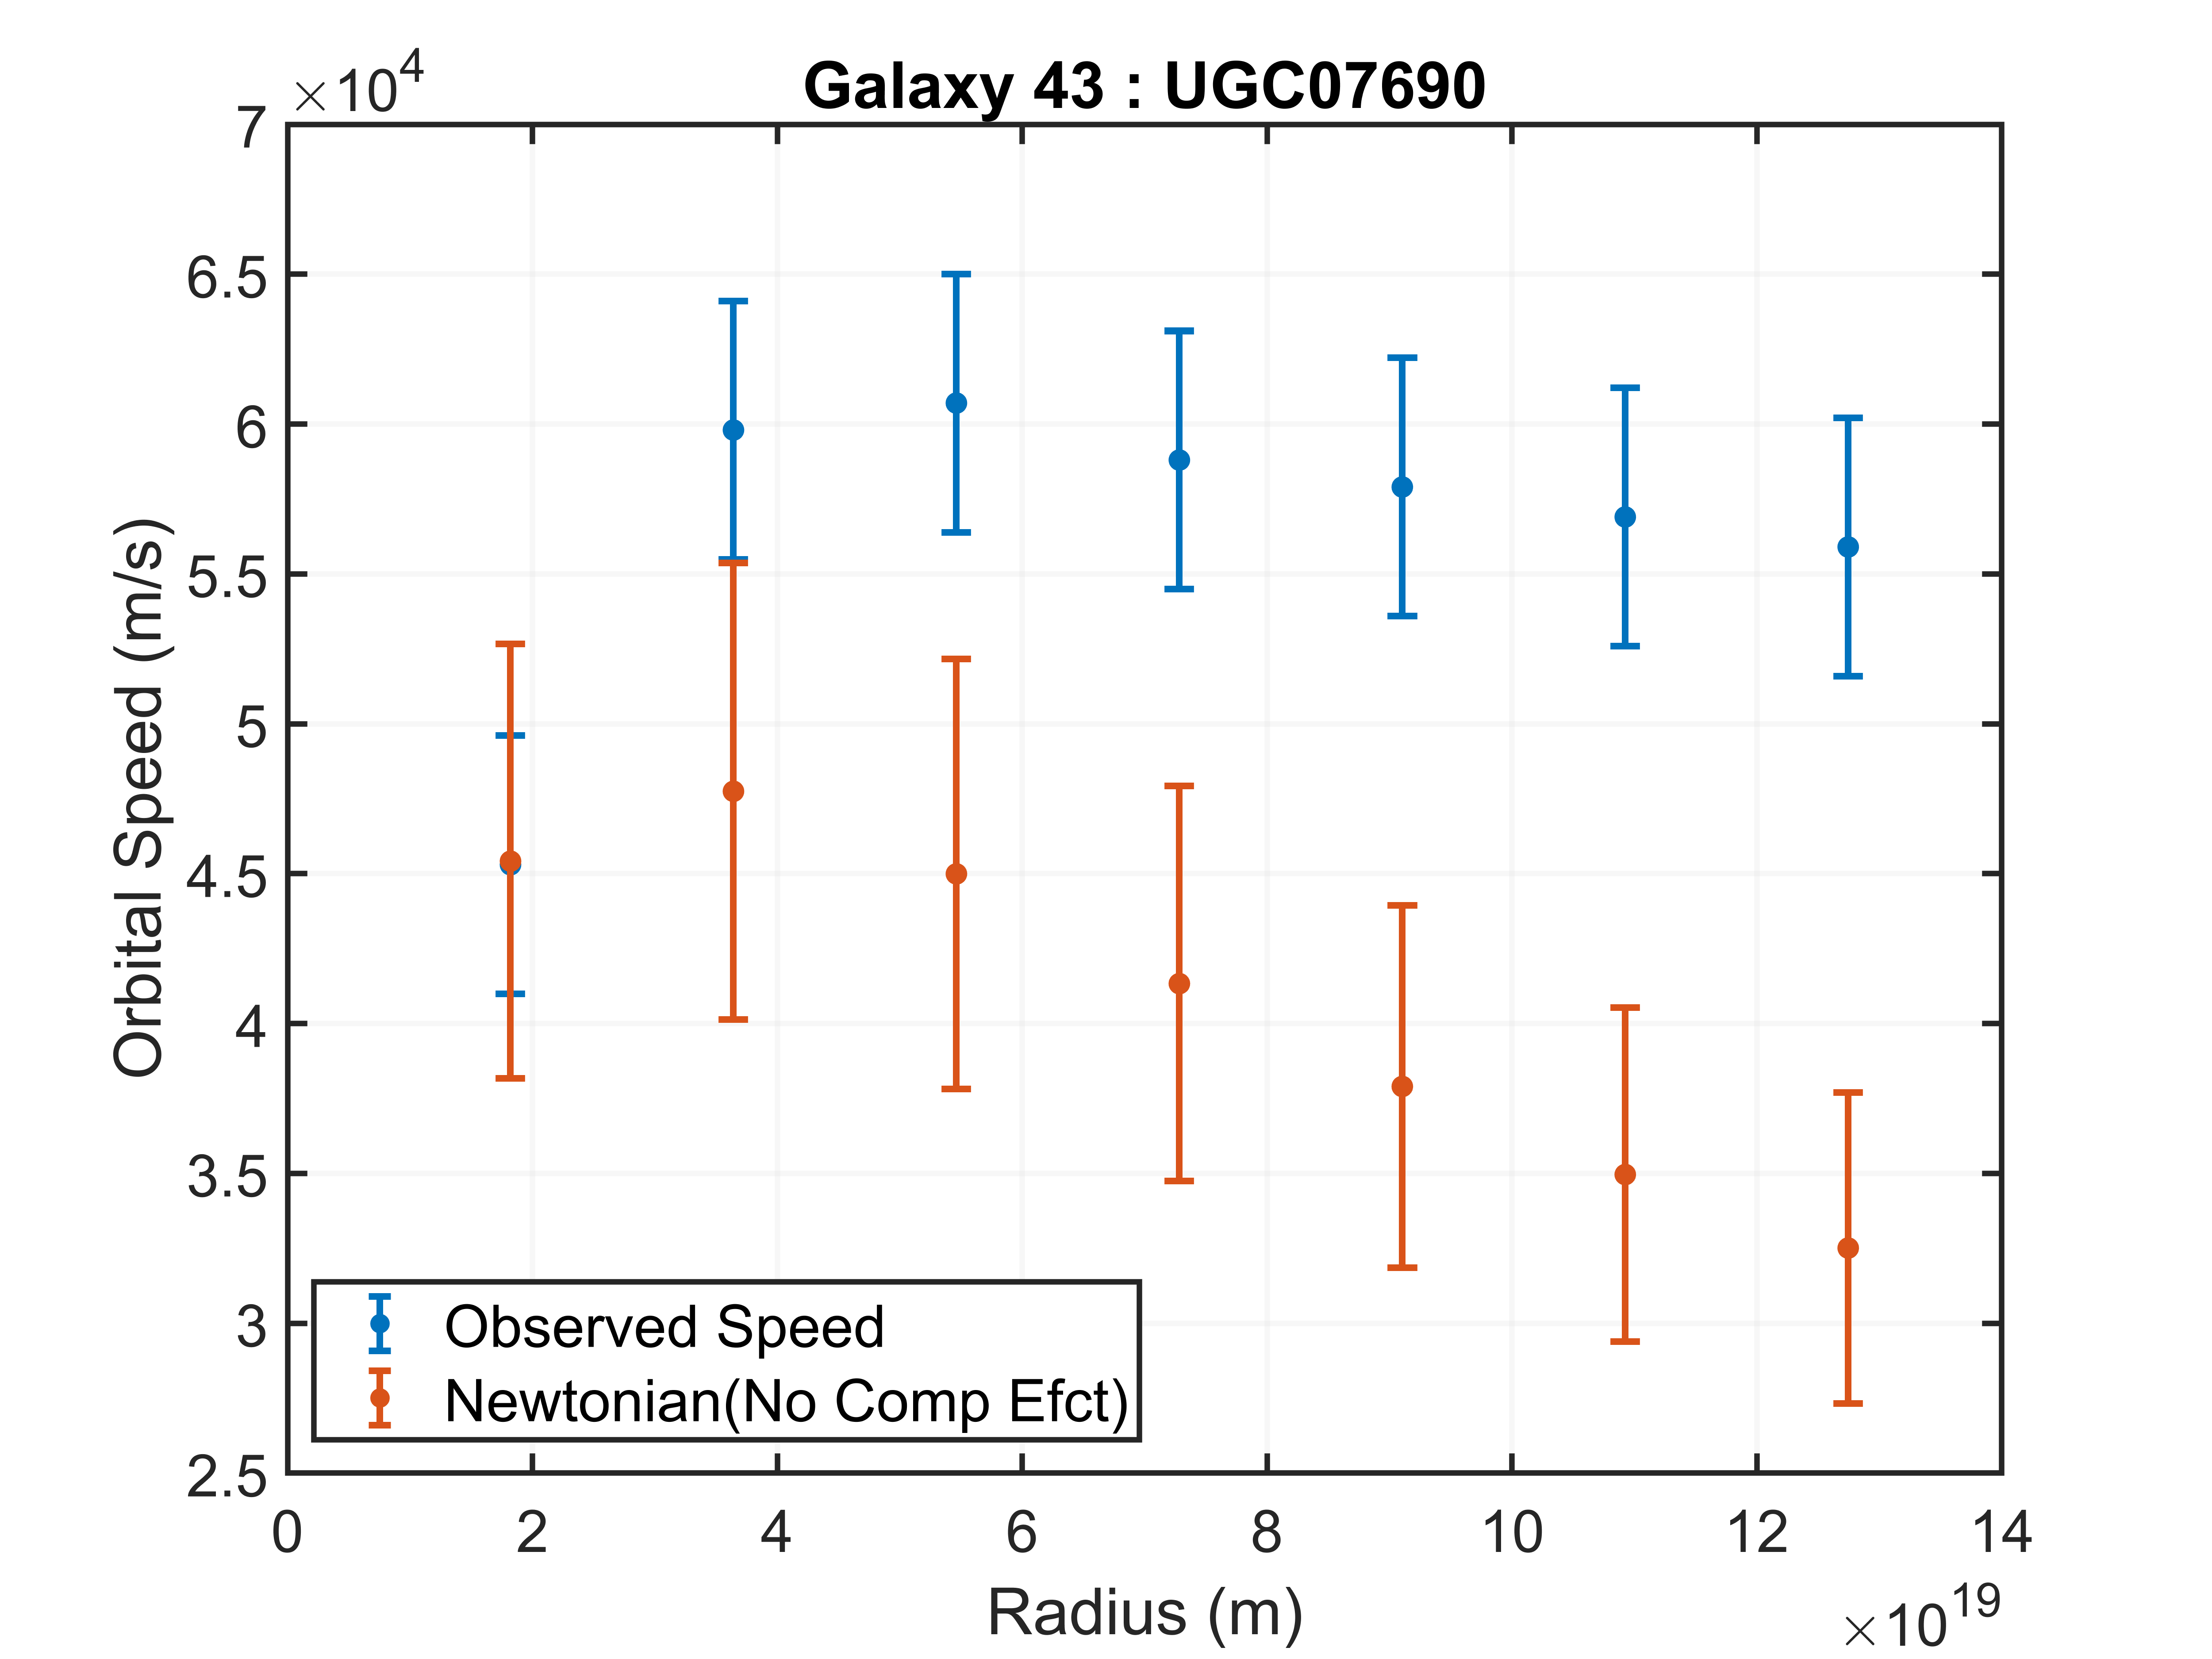 Galaxy 43 : UGC07690
×10^4
7
6.5
6
5.5
5
4.5
4
3.5
3
2.5
Orbital Speed (m/s)
Observed Speed
Newtonian(No Comp Efct)
0 2 4 6 8 10 12 14
Radius (m)
×10^19